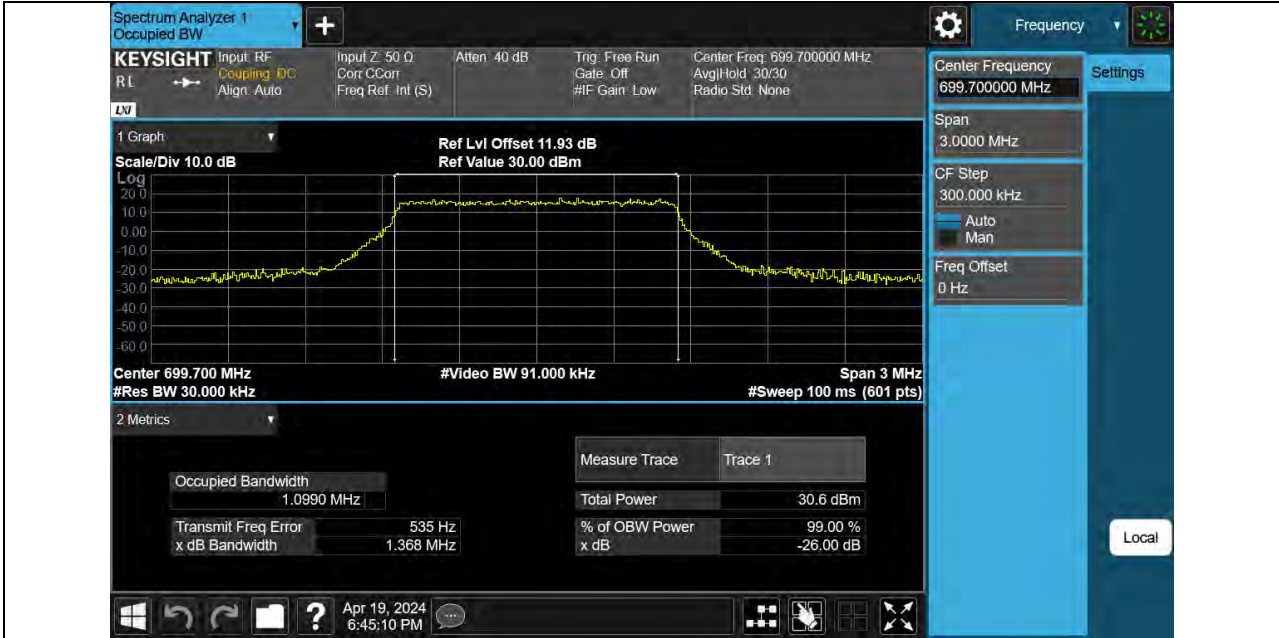 Spectrum Analyzer 1
Occupied BW
Frequency
KEYSIGHT
R L
LXI
Input: RF
Coupling: DC
Align: Auto
Input Z: 50 Ω
Corr CCorr
Freq Ref: Int (S)
Atten: 40 dB
Trig: Free Run
Gate: Off
#IF Gain: Low
Center Freq: 699.700000 MHz
Avg|Hold: 30/30
Radio Std: None
Center Frequency
699.700000 MHz
Settings
Span
3.0000 MHz
CF Step
300.000 kHz
Auto
Man
Freq Offset
0 Hz
Local
1 Graph
Scale/Div 10.0 dB
Ref Lvl Offset 11.93 dB
Ref Value 30.00 dBm
Log
20.0
10.0
0.00
-10.0
-20.0
-30.0
-40.0
-50.0
-60.0
Center 699.700 MHz
#Video BW 91.000 kHz
Span 3 MHz
#Res BW 30.000 kHz
#Sweep 100 ms (601 pts)
2 Metrics
Measure Trace Trace 1
Occupied Bandwidth
1.0990 MHz
Total Power 30.6 dBm
Transmit Freq Error 535 Hz
% of OBW Power 99.00 %
x dB Bandwidth 1.368 MHz
x dB -26.00 dB
Apr 19, 2024
6:45:10 PM